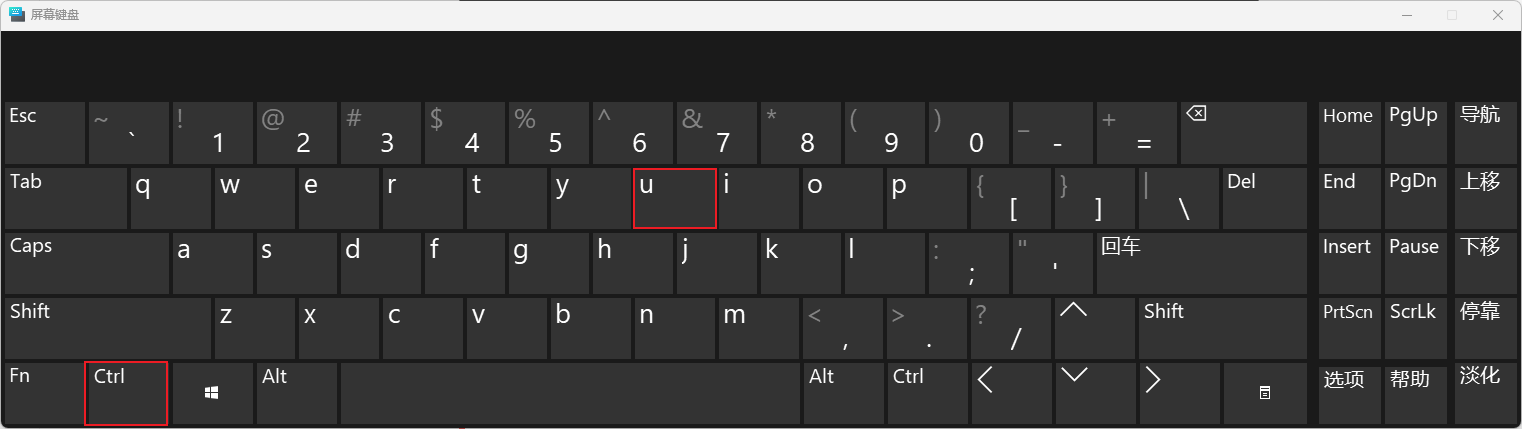 屏幕键盘
Esc ~ ` ! 1 @ 2 # 3 $ 4 % 5 ^ 6 & 7 * 8 ( 9 ) 0 _ - + = Home PgUp 导航
Tab q w e r t y u i o p { [ } ] | \ Del End PgDn 上移
Caps a s d f g h j k l : ; " ' 回车 Insert Pause 下移
Shift z x c v b n m < , > . ? / Shift PrtScn ScrLk 停靠
Fn Ctrl Alt Alt Ctrl 选项 帮助 淡化